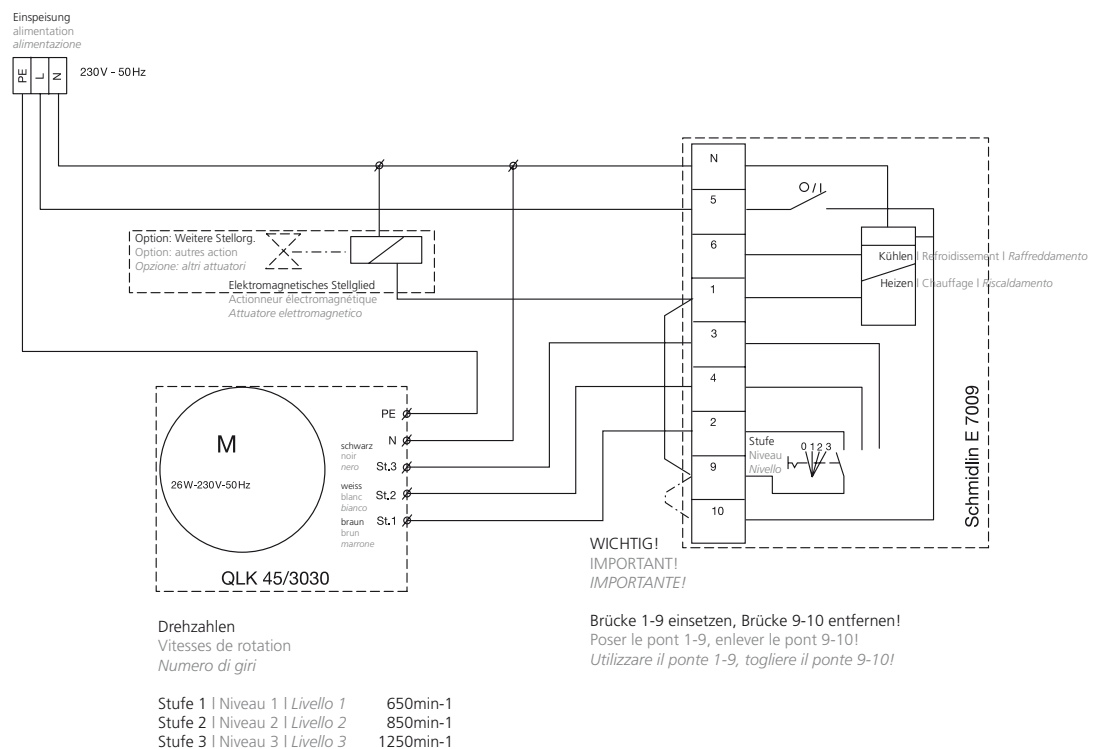 Einspeisung
alimentation
alimentazione
PE
L
N
230V - 50Hz
Option: Weitere Stellorg.
Option: autres action
Opzione: altri attuatori
Elektromagnetisches Stellglied
Actionneur électromagnétique
Attuatore elettromagnetico
N
5
6
1
3
4
2
9
10
O/I
Kühlen I Refroidissement I Raffreddamento
Heizen I Chauffage I Riscaldamento
Stufe
Niveau
Nivello
0 1 2 3
Schmidlin E 7009
M
26W-230V-50Hz
PE
N
schwarz
noir
nero
St.3
weiss
blanc
bianco
St.2
braun
brun
marrone
St.1
QLK 45/3030
WICHTIG!
IMPORTANT!
IMPORTANTE!
Brücke 1-9 einsetzen, Brücke 9-10 entfernen!
Poser le pont 1-9, enlever le pont 9-10!
Utilizzare il ponte 1-9, togliere il ponte 9-10!
Drehzahlen
Vitesses de rotation
Numero di giri
Stufe 1 I Niveau 1 I Livello 1 650min-1
Stufe 2 I Niveau 2 I Livello 2 850min-1
Stufe 3 I Niveau 3 I Livello 3 1250min-1